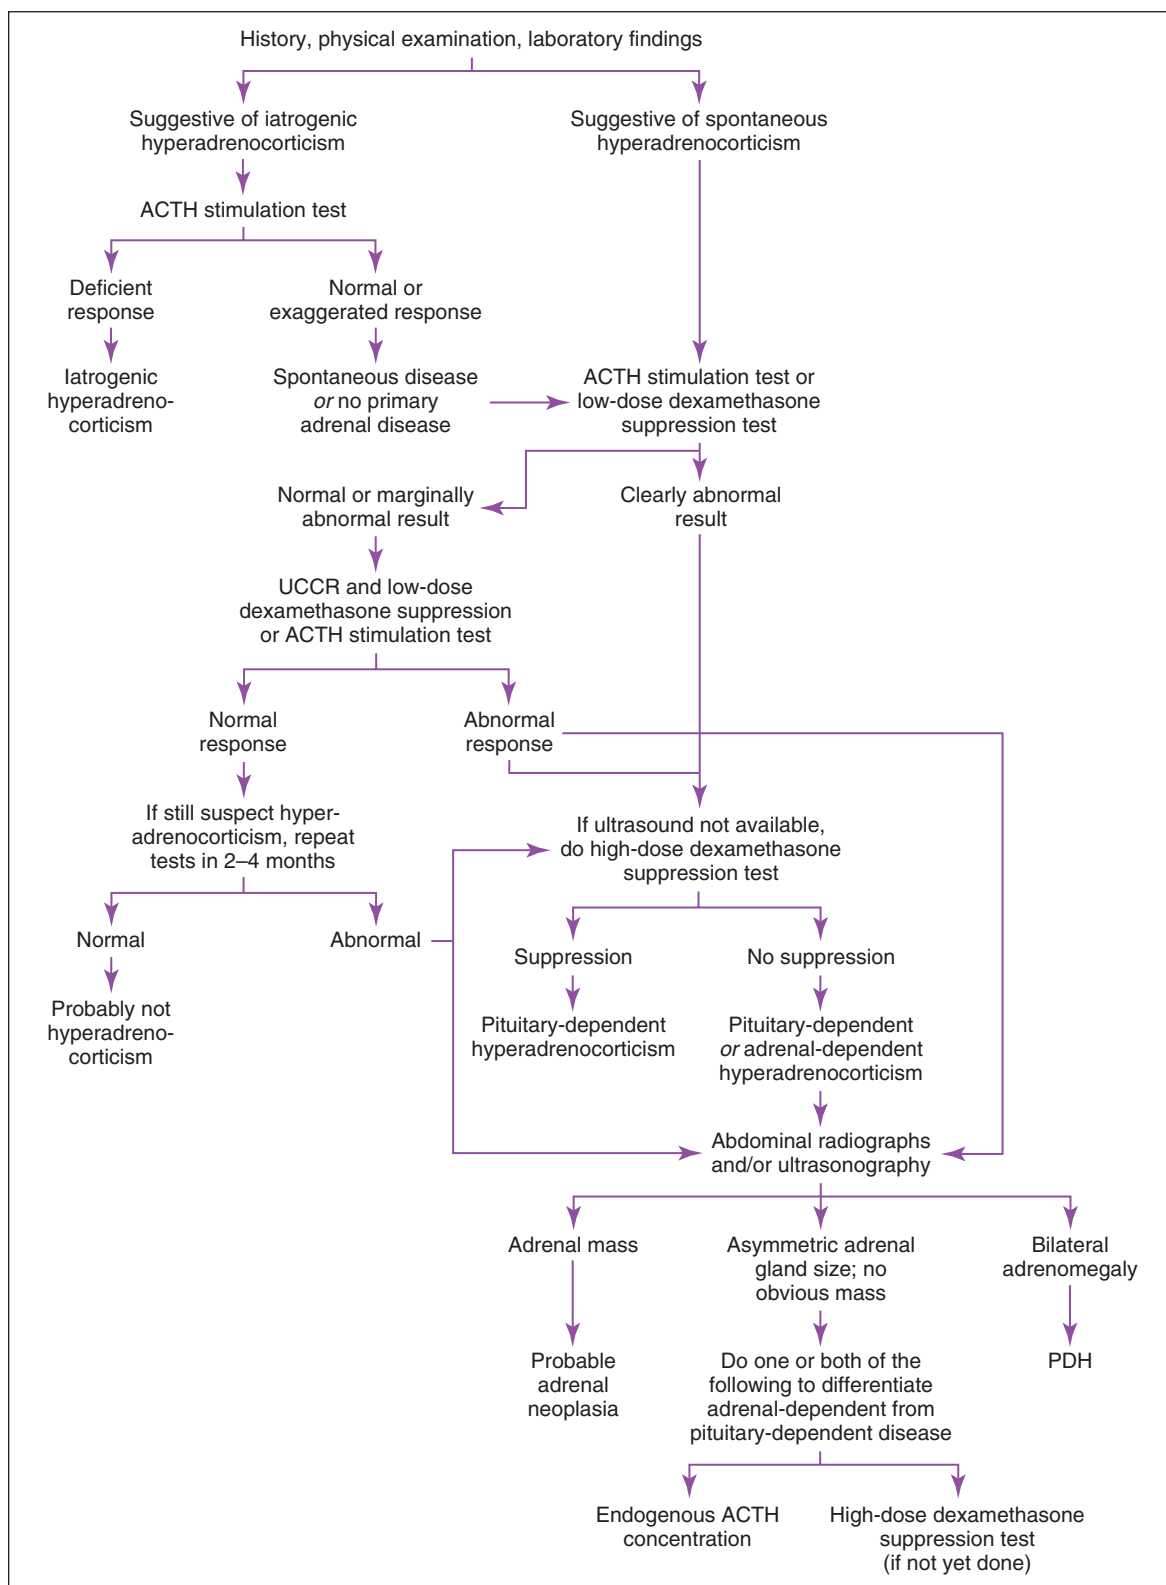 History, physical examination, laboratory findings
Suggestive of iatrogenic
hyperadrenocorticism
Suggestive of spontaneous
hyperadrenocorticism
ACTH stimulation test
Deficient
response
Normal or
exaggerated response
Iatrogenic
hyperadreno-
corticism
Spontaneous disease
or no primary
adrenal disease
ACTH stimulation test or
low-dose dexamethasone
suppression test
Normal or marginally
abnormal result
Clearly abnormal
result
UCCR and low-dose
dexamethasone suppression
or ACTH stimulation test
Normal
response
Abnormal
response
If still suspect hyper-
adrenocorticism, repeat
tests in 2–4 months
If ultrasound not available,
do high-dose dexamethasone
suppression test
Normal
Abnormal
Suppression
No suppression
Probably not
hyperadreno-
corticism
Pituitary-dependent
hyperadrenocorticism
Pituitary-dependent
or adrenal-dependent
hyperadrenocorticism
Abdominal radiographs
and/or ultrasonography
Adrenal mass
Asymmetric adrenal
gland size; no
obvious mass
Bilateral
adrenomegaly
Probable
adrenal
neoplasia
Do one or both of the
following to differentiate
adrenal-dependent from
pituitary-dependent disease
PDH
Endogenous ACTH
concentration
High-dose dexamethasone
suppression test
(if not yet done)